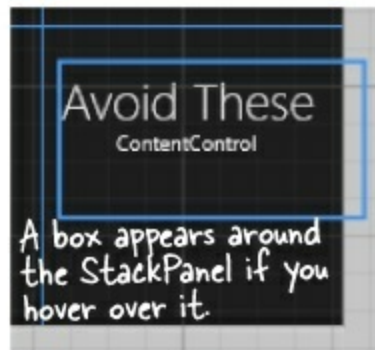 Avoid These
ContentControl
A box appears around
the StackPanel if you
hover over it.